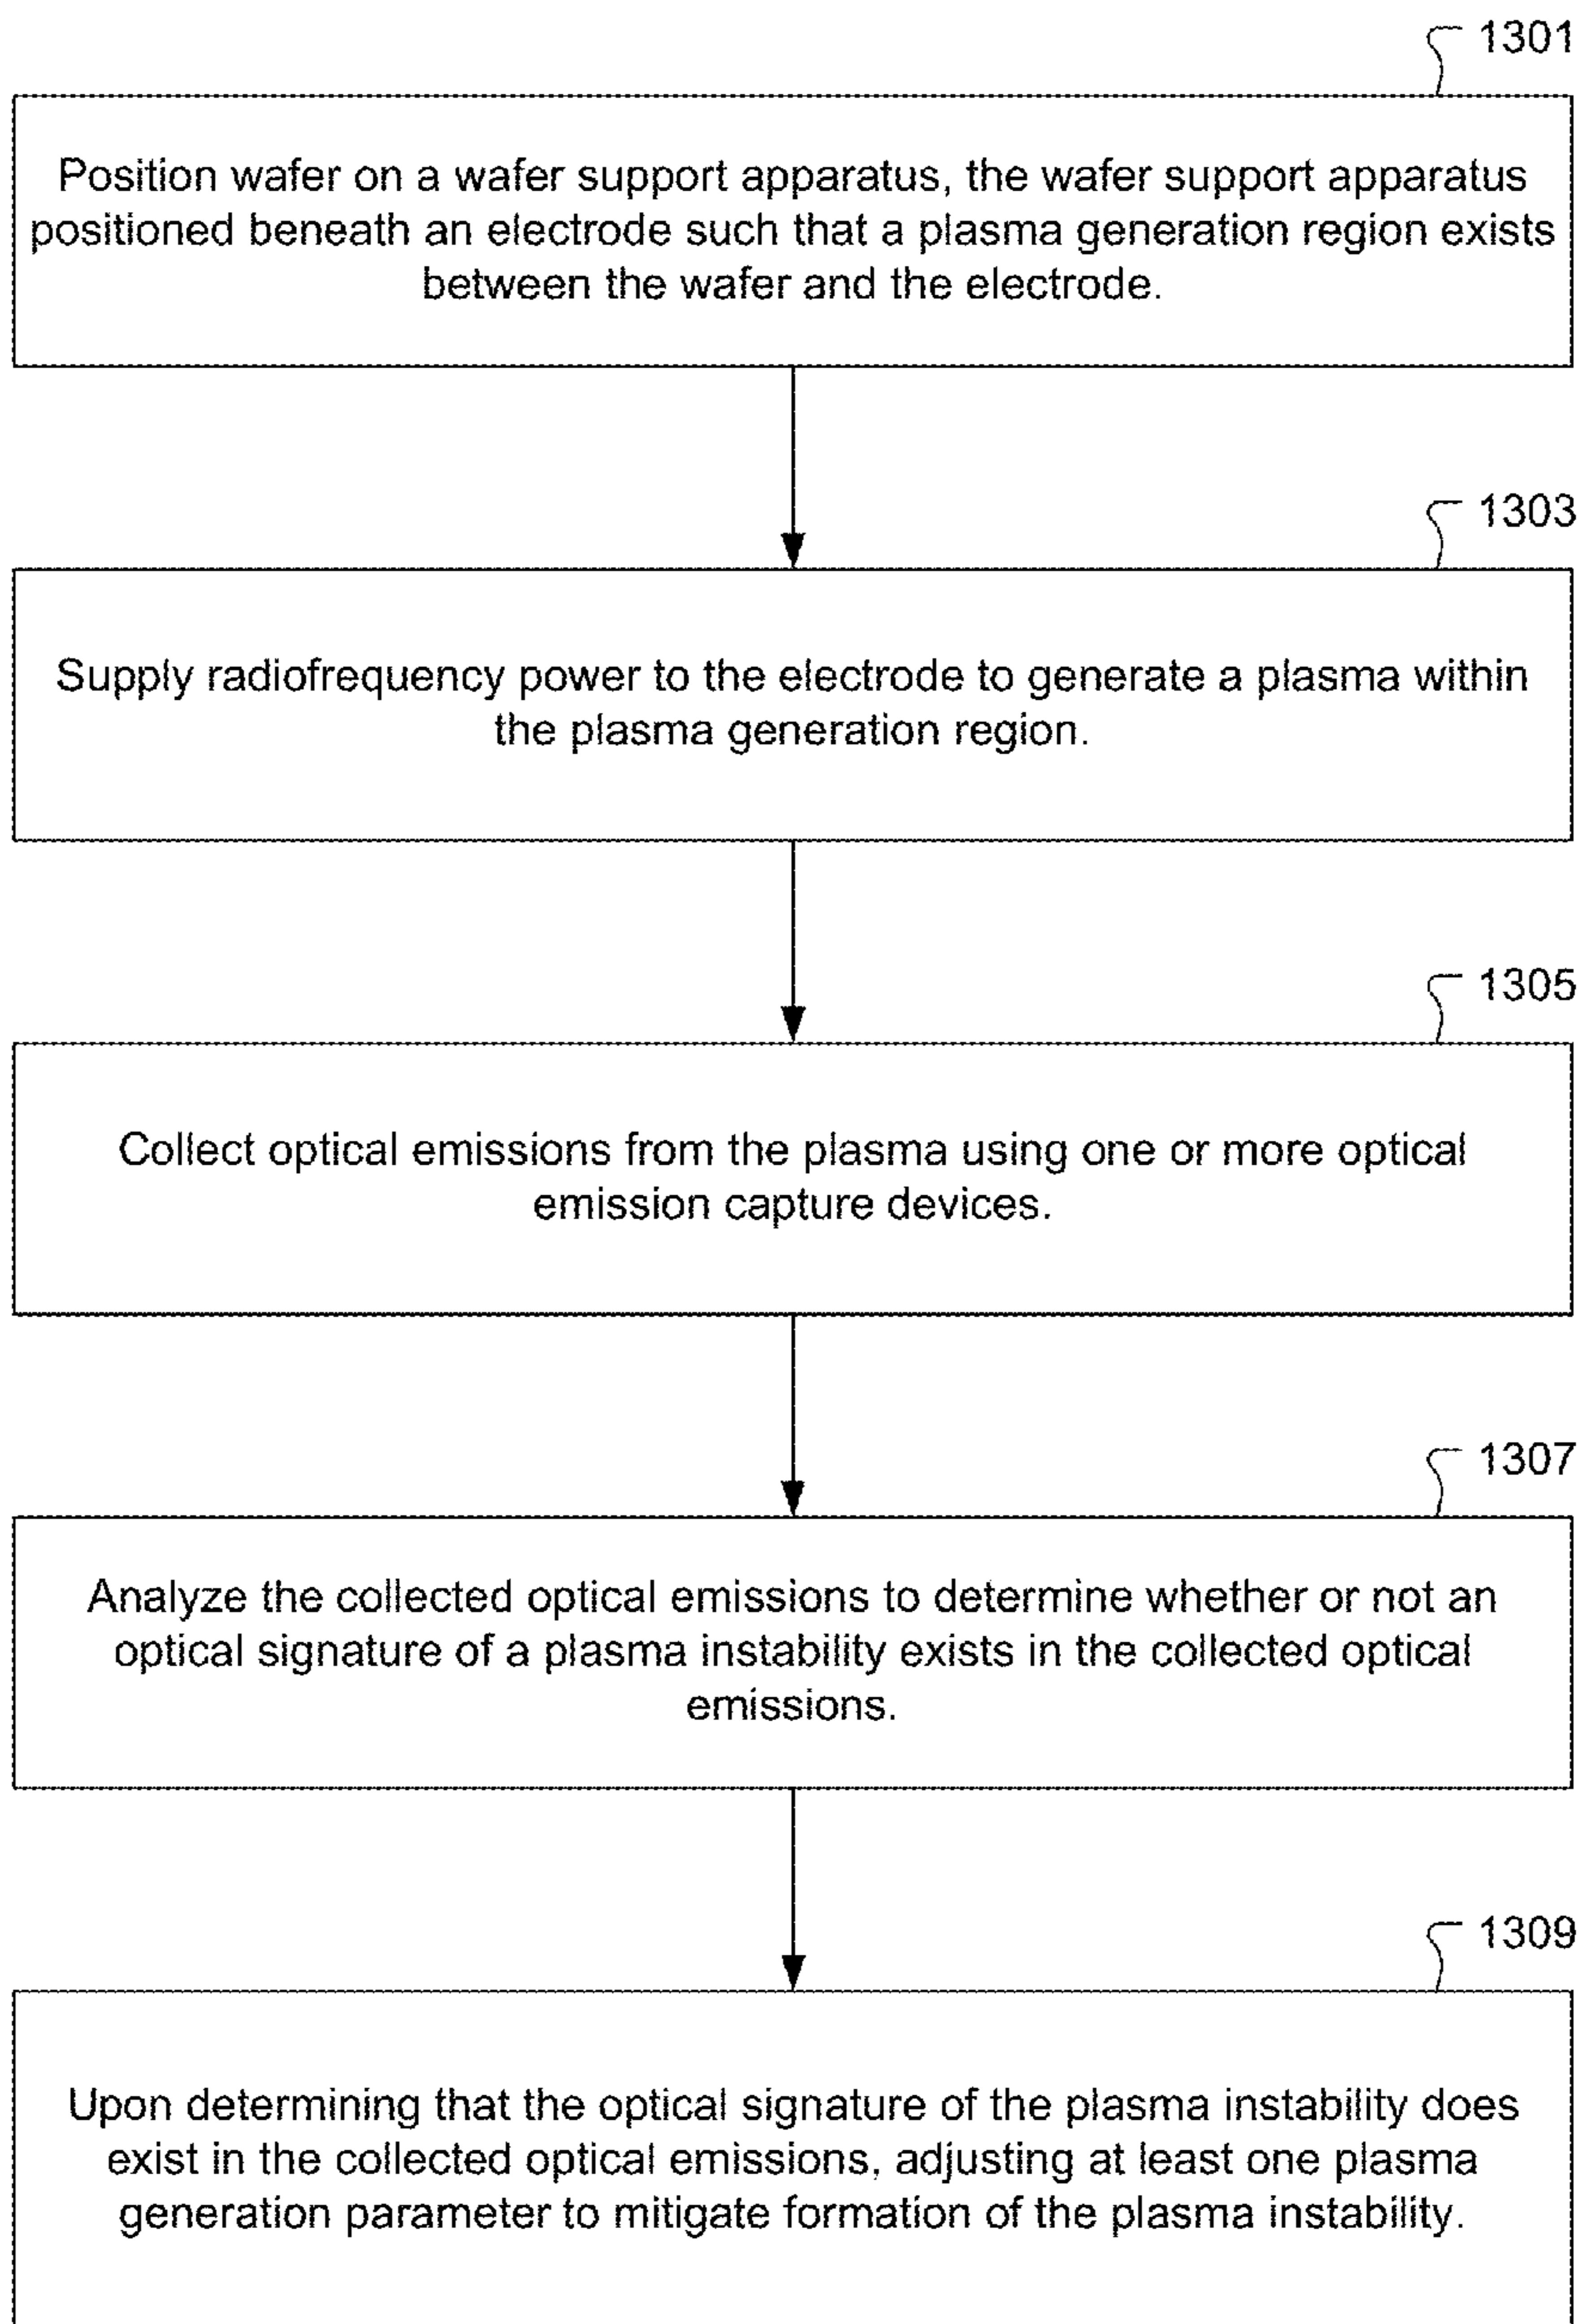 1301
Position wafer on a wafer support apparatus, the wafer support apparatus
positioned beneath an electrode such that a plasma generation region exists
between the wafer and the electrode.
1303
Supply radiofrequency power to the electrode to generate a plasma within
the plasma generation region.
1305
Collect optical emissions from the plasma using one or more optical
emission capture devices.
1307
Analyze the collected optical emissions to determine whether or not an
optical signature of a plasma instability exists in the collected optical
emissions.
1309
Upon determining that the optical signature of the plasma instability does
exist in the collected optical emissions, adjusting at least one plasma
generation parameter to mitigate formation of the plasma instability.